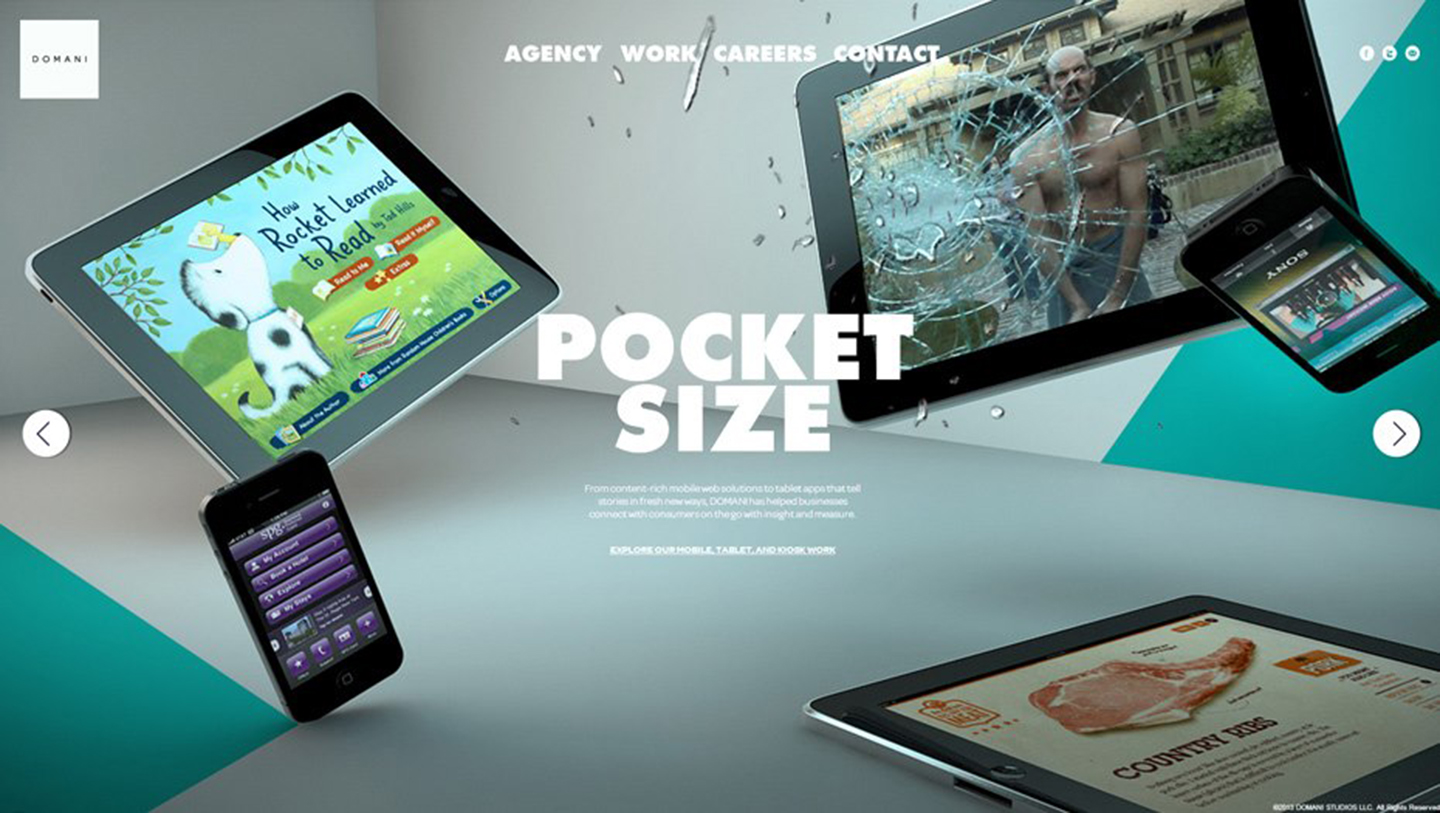 DOMANI
AGENCY WORK CAREERS CONTACT
How
Rocket Learned
to Read by Tad Hills
Read to Me
Read It Myself
Extras
Options
More from Random House Children's Books
About the Author
SONY
POCKET
SIZE
From content-rich mobile web solutions to tablet apps that tell
stories in fresh new ways, DOMANI has helped businesses
connect with consumers on the go with insight and measure.
EXPLORE OUR MOBILE, TABLET, AND KIOSK WORK
spg
My Account
Book a Hotel
Explore
My Stays
PORK
COUNTRY RIBS
©2013 DOMANI STUDIOS LLC. All Rights Reserved